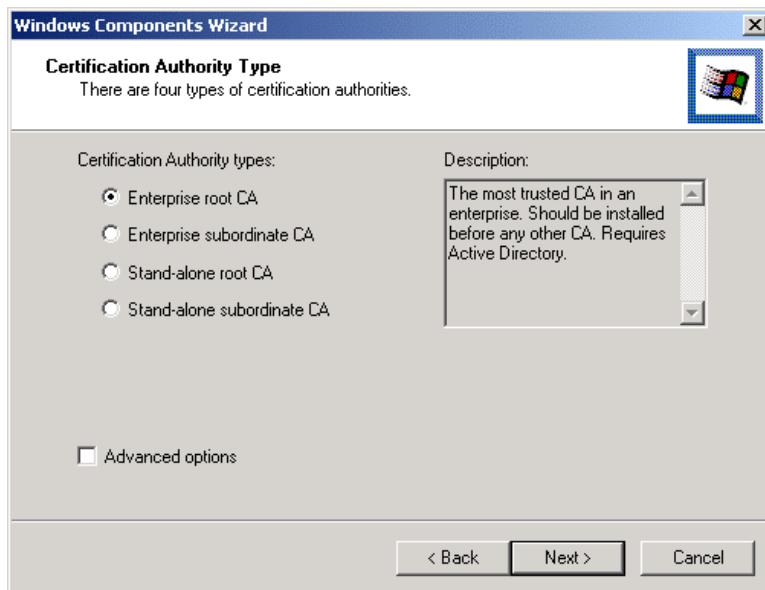 Windows Components Wizard
Certification Authority Type
There are four types of certification authorities.
Certification Authority types:
Enterprise root CA
Enterprise subordinate CA
Stand-alone root CA
Stand-alone subordinate CA
Description:
The most trusted CA in an
enterprise. Should be installed
before any other CA. Requires
Active Directory.
Advanced options
< Back
Next >
Cancel